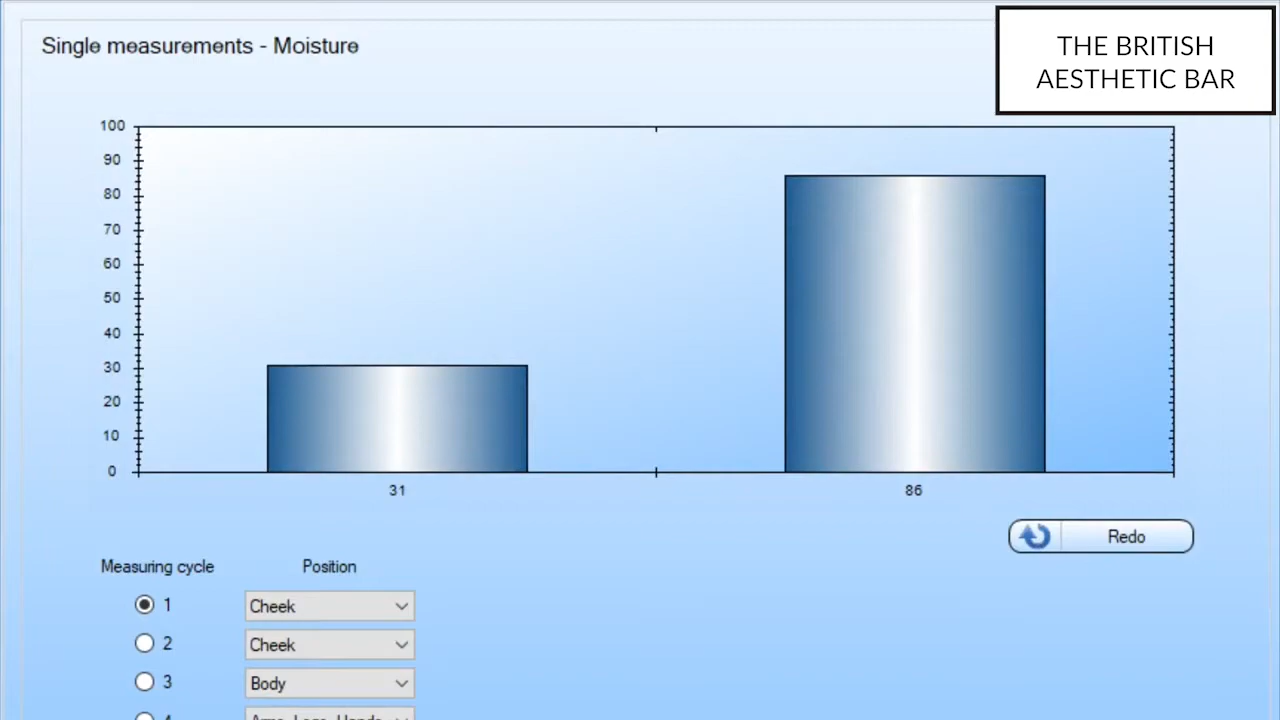 Single measurements - Moisture
THE BRITISH
AESTHETIC BAR
100
90
80
70
60
50
40
30
20
10
0
31
86
Redo
Measuring cycle
Position
1
Cheek
2
Cheek
3
Body